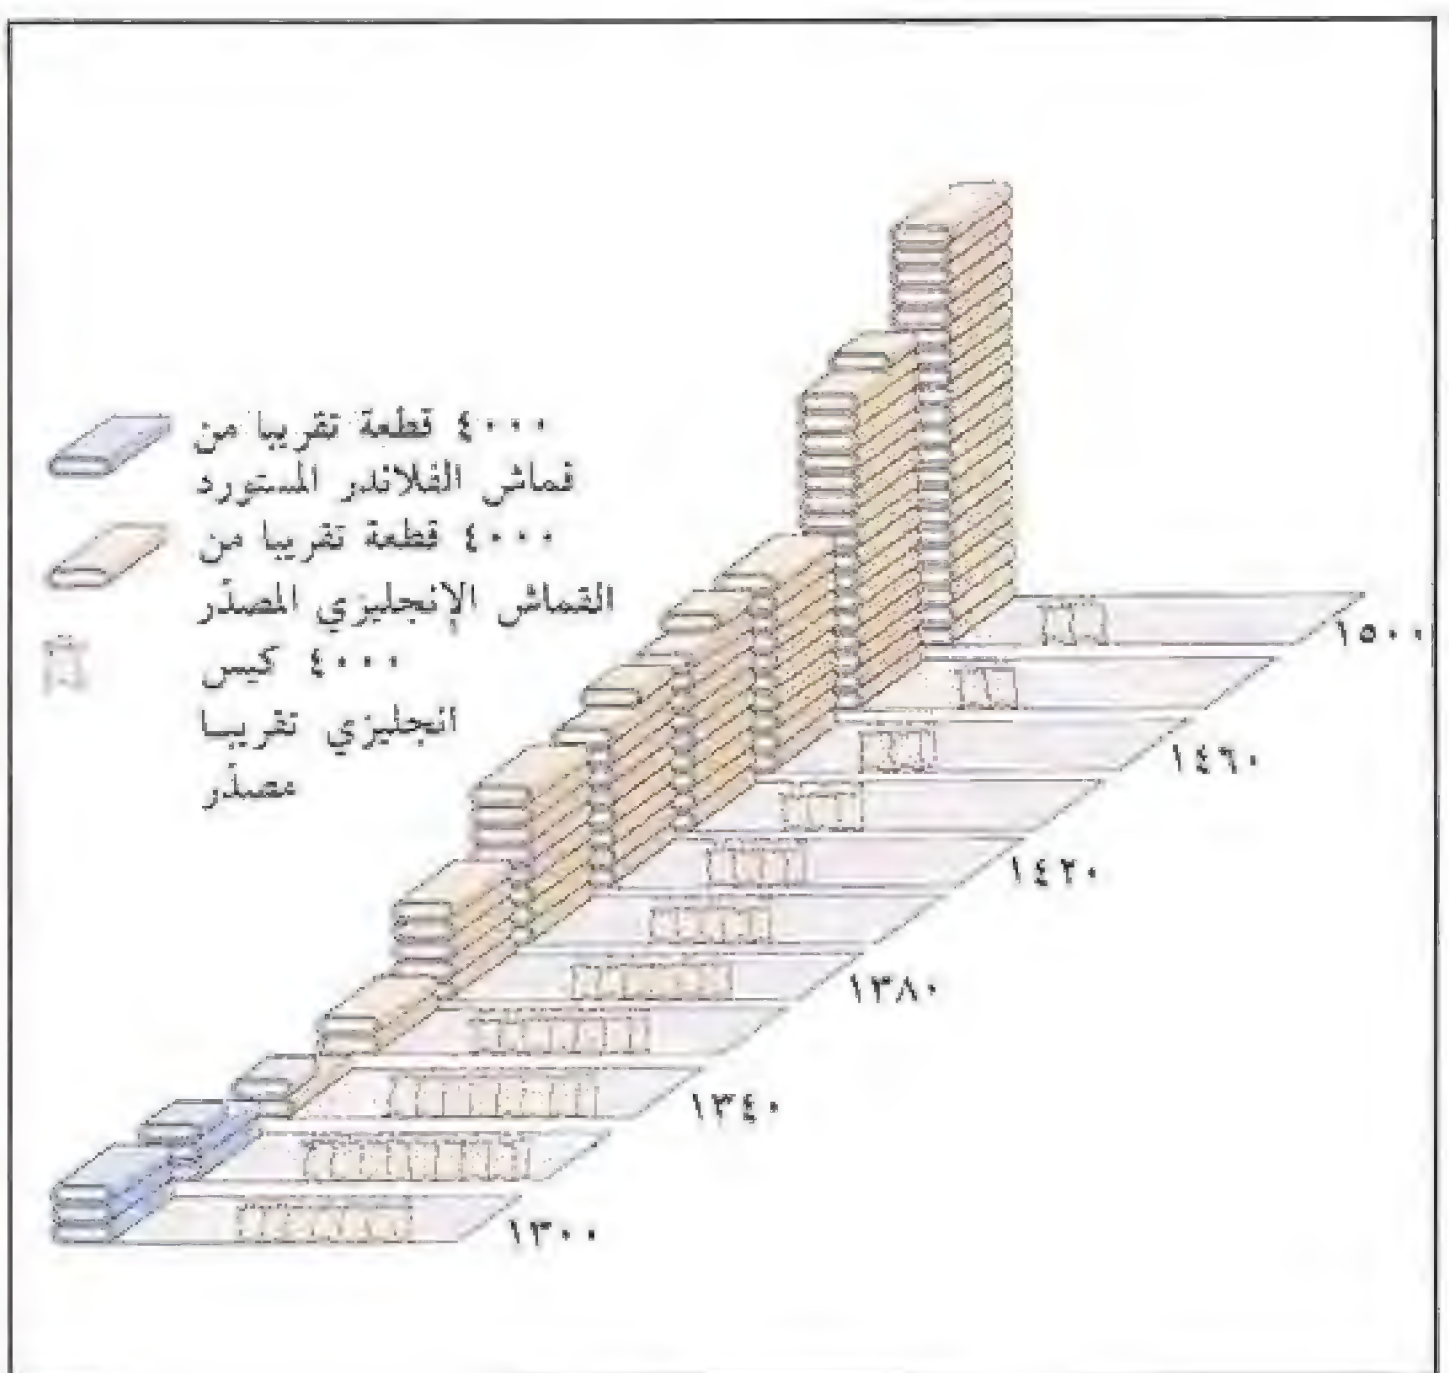 ٤٠٠٠ قطعة تقريبا من
قماش الفلاندر المستورد
٤٠٠٠ قطعة تقريبا من
القماش الإنجليزي المصدّر
٤٠٠٠ كيس
انجليزي تقريبا
مصدّر
١٥٠٠
١٤٦٠
١٤٢٠
١٣٨٠
١٣٤٠
١٣٠٠